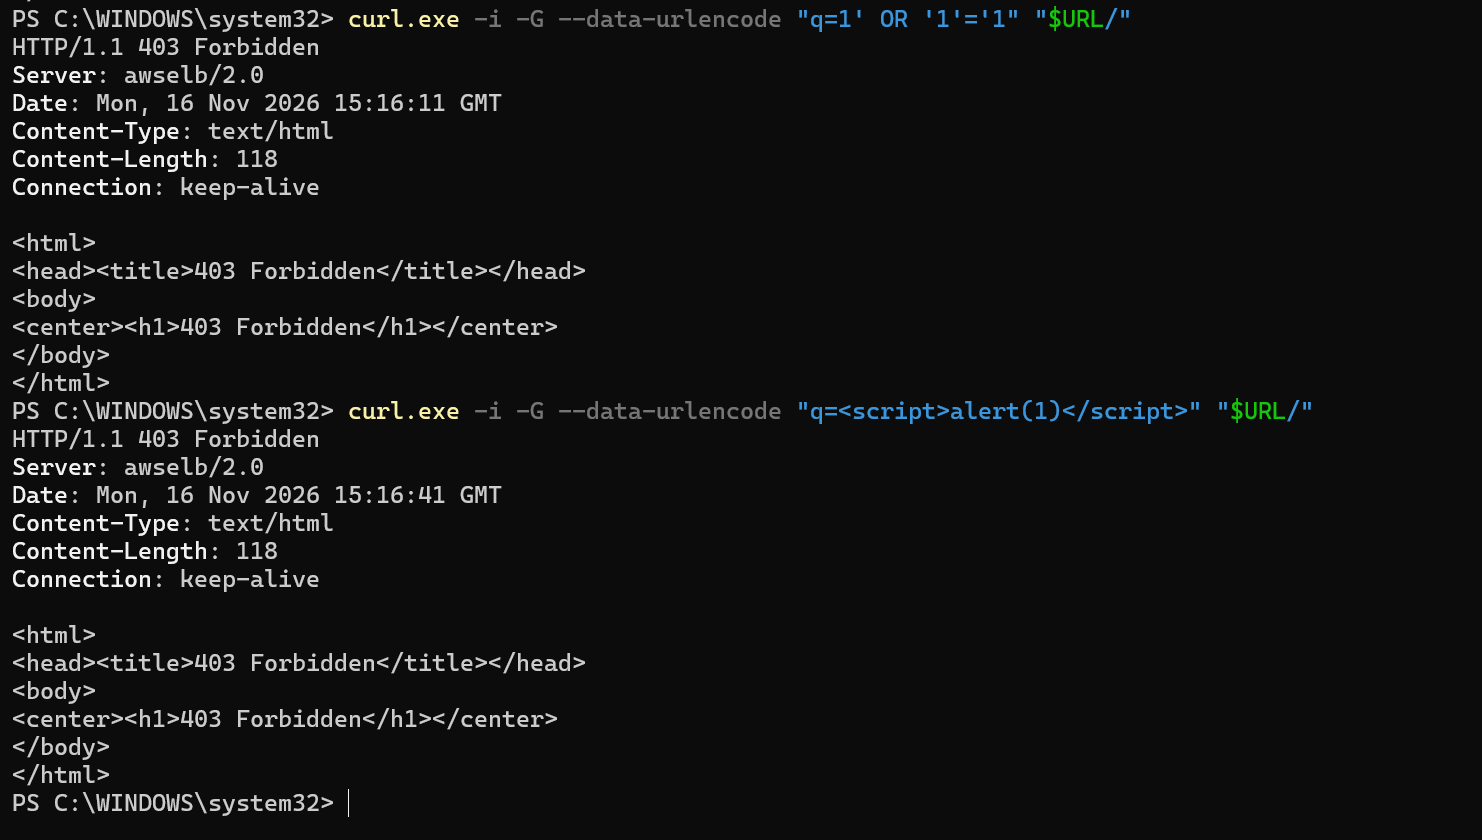 PS C:\WINDOWS\system32> curl.exe -i -G --data-urlencode "q=1' OR '1'='1" "$URL/"
HTTP/1.1 403 Forbidden
Server: awselb/2.0
Date: Mon, 16 Nov 2026 15:16:11 GMT
Content-Type: text/html
Content-Length: 118
Connection: keep-alive

<html>
<head><title>403 Forbidden</title></head>
<body>
<center><h1>403 Forbidden</h1></center>
</body>
</html>
PS C:\WINDOWS\system32> curl.exe -i -G --data-urlencode "q=<script>alert(1)</script>" "$URL/"
HTTP/1.1 403 Forbidden
Server: awselb/2.0
Date: Mon, 16 Nov 2026 15:16:41 GMT
Content-Type: text/html
Content-Length: 118
Connection: keep-alive

<html>
<head><title>403 Forbidden</title></head>
<body>
<center><h1>403 Forbidden</h1></center>
</body>
</html>
PS C:\WINDOWS\system32>